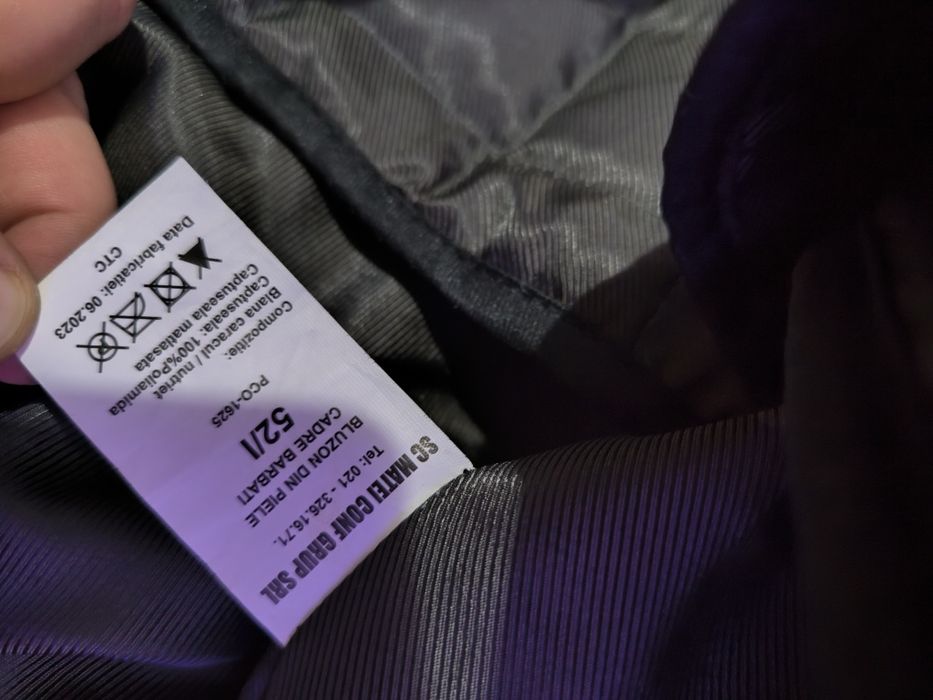 SC MATEI CONF GRUP SRL
Tel: 021 - 326.16.71.
BLUZON DIN PIELE
CADRE BARBATI
52/I
PCO-1625
Compozitie:
Blana caracul / nutriet
Captuseala: 100%Poliamida
Captuseala matlasata
Data fabricatiei: 06.2023
CTC